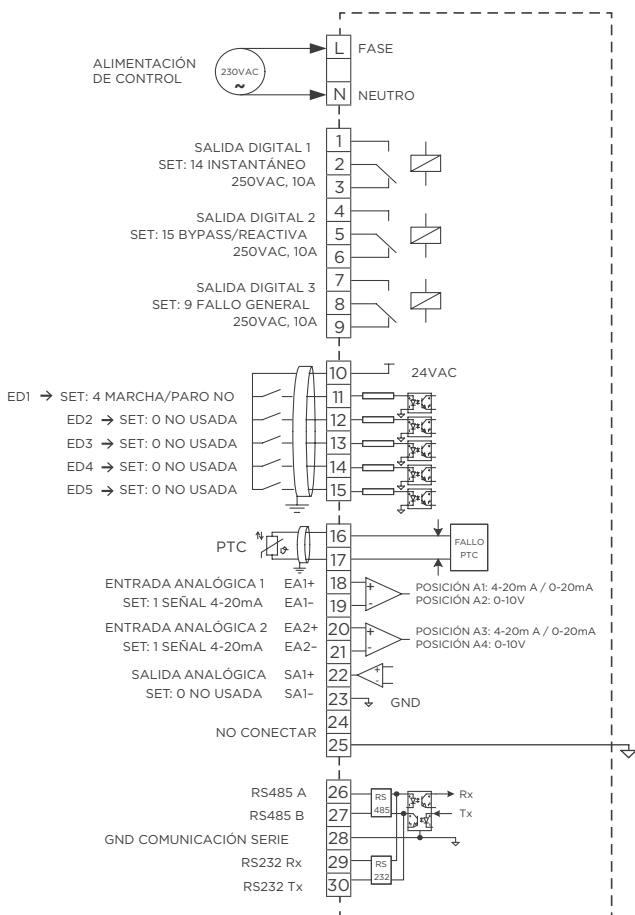 ALIMENTACIÓN
DE CONTROL
230VAC
~
L FASE
N NEUTRO
SALIDA DIGITAL 1
SET: 14 INSTANTÁNEO
250VAC, 10A
1
2
3
SALIDA DIGITAL 2
SET: 15 BYPASS/REACTIVA
250VAC, 10A
4
5
6
SALIDA DIGITAL 3
SET: 9 FALLO GENERAL
250VAC, 10A
7
8
9
10 24VAC
ED1 → SET: 4 MARCHA/PARO NO 11
ED2 → SET: 0 NO USADA 12
ED3 → SET: 0 NO USADA 13
ED4 → SET: 0 NO USADA 14
ED5 → SET: 0 NO USADA 15
PTC
16
17
FALLO
PTC
ENTRADA ANALÓGICA 1 EA1+ 18 +
SET: 1 SEÑAL 4-20mA EA1- 19 -
POSICIÓN A1: 4-20m A / 0-20mA
POSICIÓN A2: 0-10V
ENTRADA ANALÓGICA 2 EA2+ 20 +
SET: 1 SEÑAL 4-20mA EA2- 21 -
POSICIÓN A3: 4-20m A / 0-20mA
POSICIÓN A4: 0-10V
SALIDA ANALÓGICA SA1+ 22 + -
SET: 0 NO USADA SA1- 23 GND
NO CONECTAR
24
25
RS485 A 26
RS485 B 27
RS
485
Rx
Tx
GND COMUNICACIÓN SERIE 28
RS232 Rx 29
RS232 Tx 30
RS
232